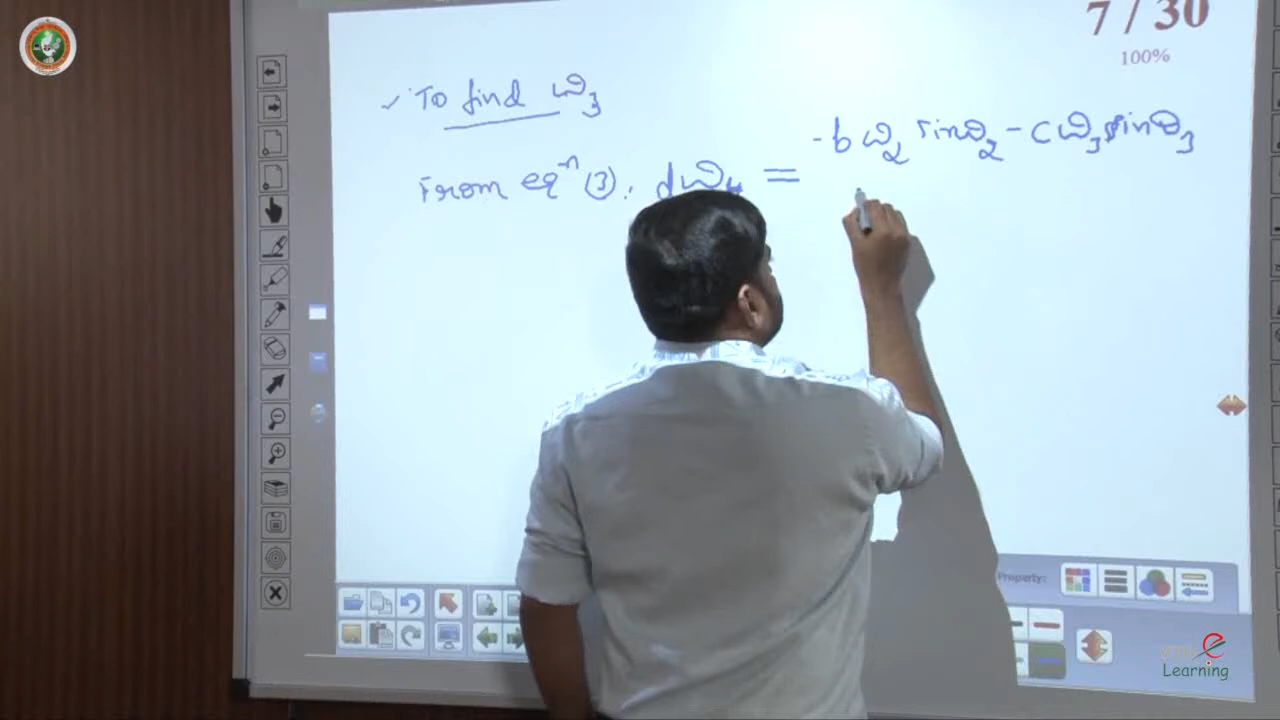 7 / 30
100%
To find ω₃
-b ω₂ sinθ₂ - c ω₃ sinθ₃
From eqⁿ (3). dω₄ =
Property:
e
Learning